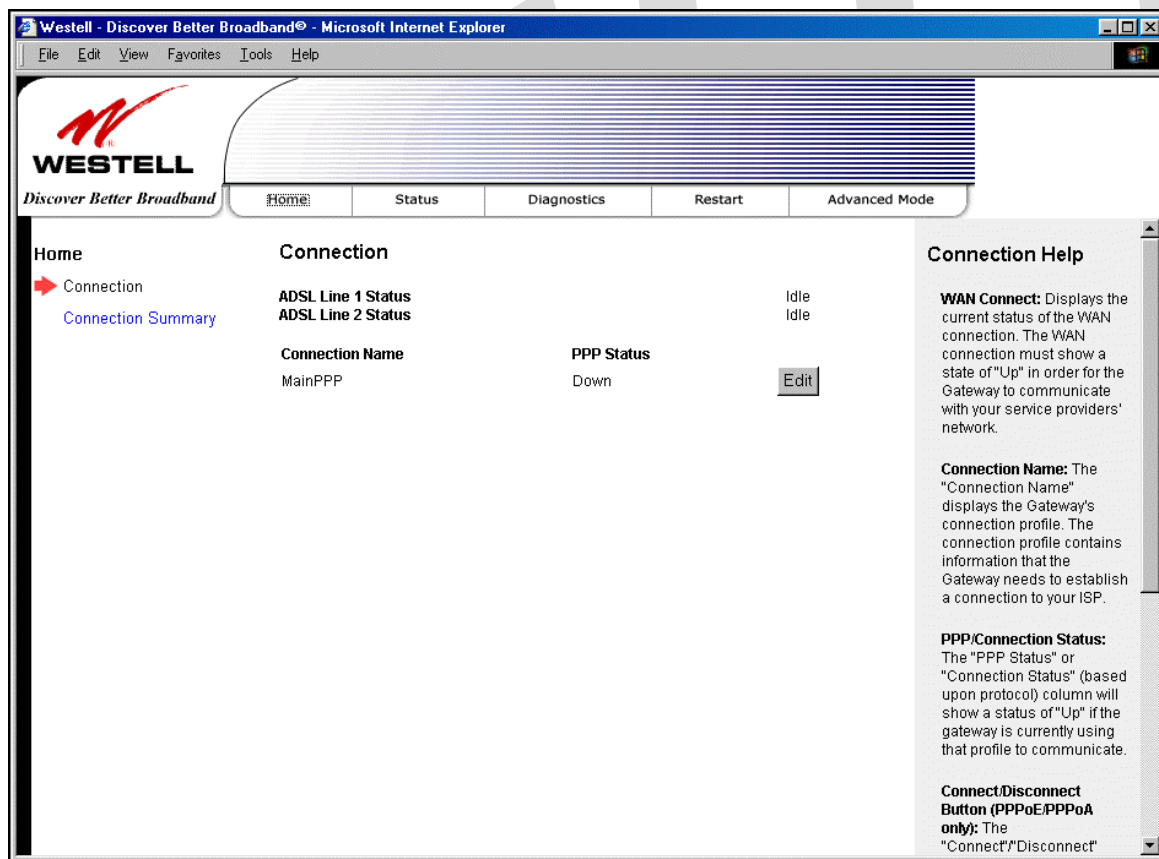 Westell - Discover Better Broadband® - Microsoft Internet Explorer
File Edit View Favorites Tools Help
WESTELL
Discover Better Broadband
Home Status Diagnostics Restart Advanced Mode
Home
Connection
Connection Summary
Connection
ADSL Line 1 Status Idle
ADSL Line 2 Status Idle
Connection Name PPP Status
MainPPP Down Edit
Connection Help
WAN Connect: Displays the
current status of the WAN
connection. The WAN
connection must show a
state of "Up" in order for the
Gateway to communicate
with your service providers'
network.
Connection Name: The
"Connection Name"
displays the Gateway's
connection profile. The
connection profile contains
information that the
Gateway needs to establish
a connection to your ISP.
PPP/Connection Status:
The "PPP Status" or
"Connection Status" (based
upon protocol) column will
show a status of "Up" if the
gateway is currently using
that profile to communicate.
Connect/Disconnect
Button (PPPoE/PPPoA
only): The
"Connect"/"Disconnect"